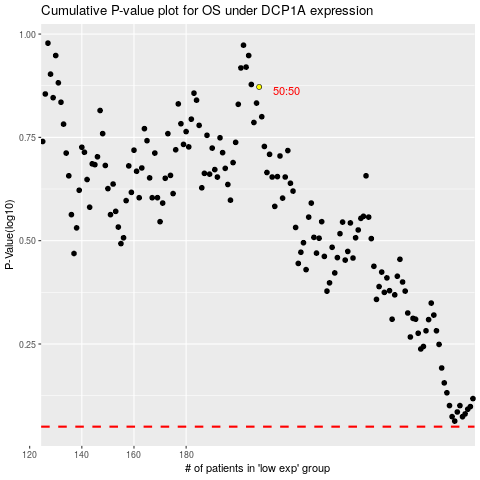 Cumulative P-value plot for OS under DCP1A expression
1.00
50:50
0.75
P-Value(log10)
0.50
0.25
120 140 160 180
# of patients in 'low exp' group